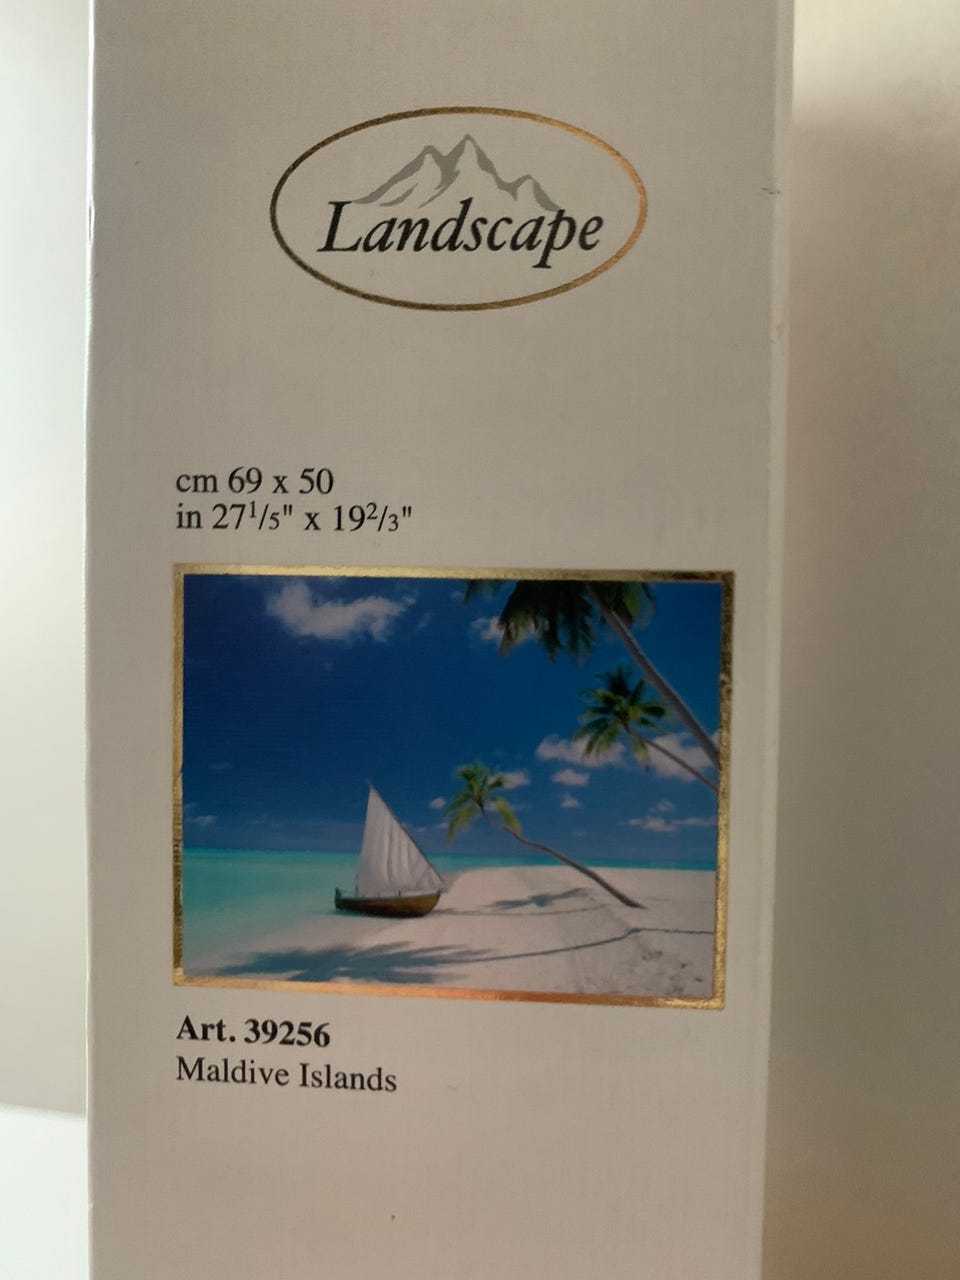 Landscape
cm 69 x 50
in 27¹/₅" x 19²/₃"
Art. 39256
Maldive Islands